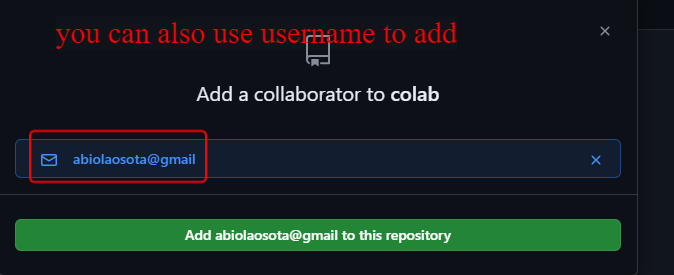 you can also use username to add
Add a collaborator to colab
abiolaosota@gmail
Add abiolaosota@gmail to this repository